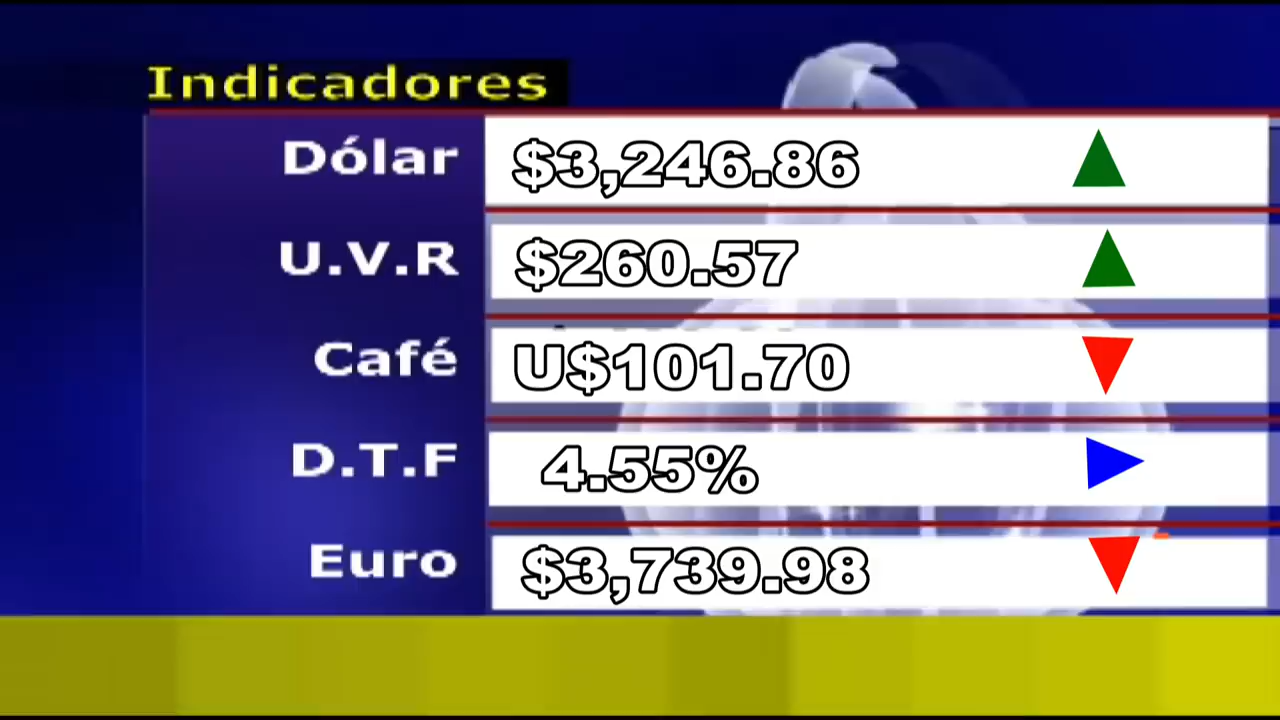 Indicadores
Dólar $3,246.86
U.V.R $260.57
Café U$101.70
D.T.F 4.55%
Euro $3,739.98